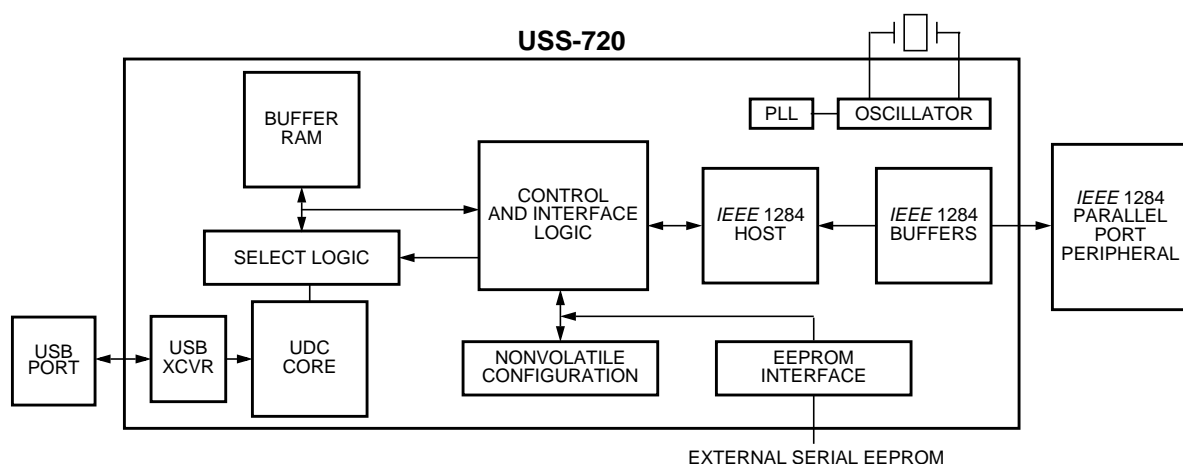 USS-720
BUFFER
RAM
PLL
OSCILLATOR
CONTROL
AND INTERFACE
LOGIC
IEEE 1284
HOST
IEEE 1284
BUFFERS
IEEE 1284
PARALLEL
PORT
PERIPHERAL
SELECT LOGIC
USB
PORT
USB
XCVR
UDC
CORE
NONVOLATILE
CONFIGURATION
EEPROM
INTERFACE
EXTERNAL SERIAL EEPROM